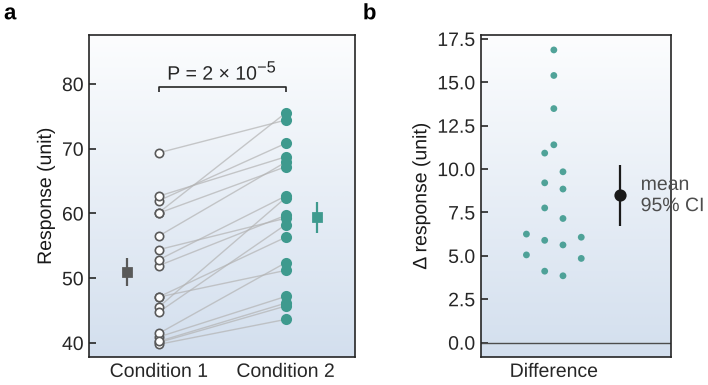 a
P = 2 × 10⁻⁵
Response (unit)
80
70
60
50
40
Condition 1
Condition 2
b
Δ response (unit)
17.5
15.0
12.5
10.0
7.5
5.0
2.5
0.0
mean
95% CI
Difference